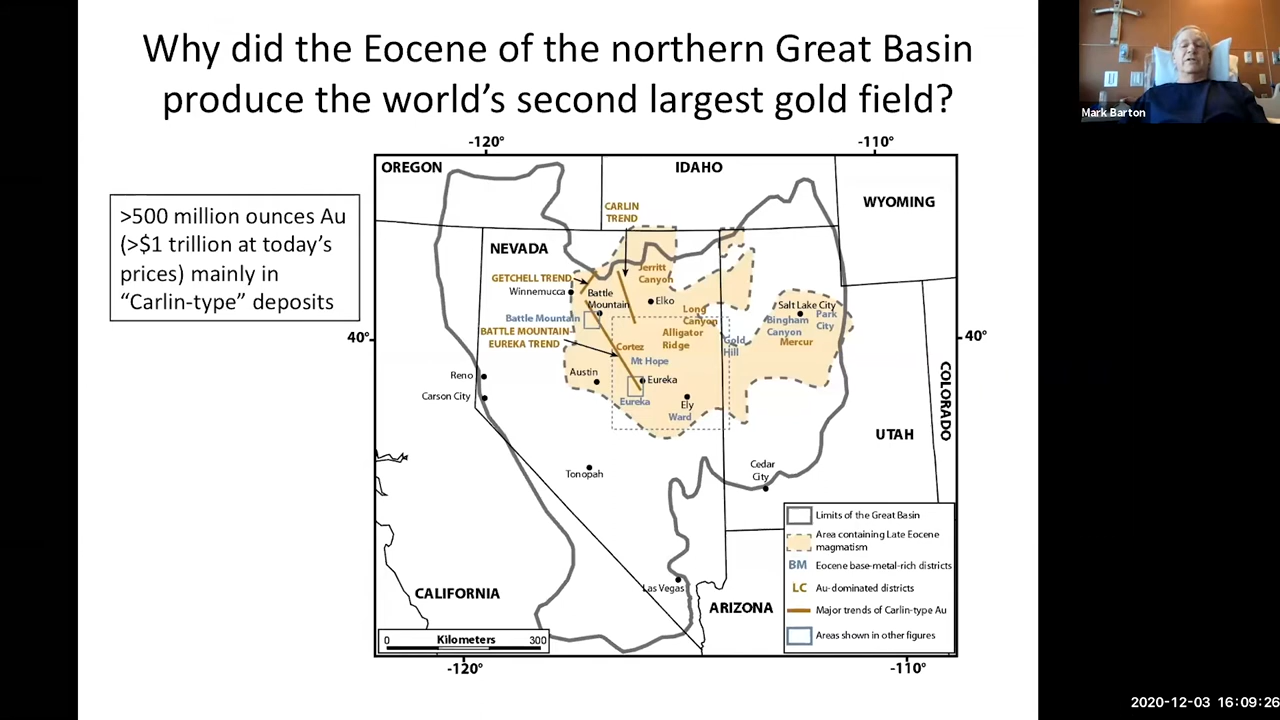 Why did the Eocene of the northern Great Basin
produce the world's second largest gold field?
Mark Barton
-120°
-110°
OREGON
IDAHO
WYOMING
>500 million ounces Au
(>$1 trillion at today's
prices) mainly in
"Carlin-type" deposits
CARLIN
TREND
NEVADA
GETCHELL TREND
Jerritt
Canyon
Winnemucca
Battle
Mountain
Elko
Salt Lake City
Battle Mountain
Long
Canyon
Bingham
Canyon
Park
City
BATTLE MOUNTAIN-
EUREKA TREND
Alligator
Ridge
Gold
Hill
Mercur
40°
40°
Cortez
Mt Hope
Reno
Austin
Eureka
Carson City
Eureka
Ely
Ward
COLORADO
UTAH
Tonopah
Cedar
City
Limits of the Great Basin
Area containing Late Eocene
magmatism
BM Eocene base-metal-rich districts
LC Au-dominated districts
Major trends of Carlin-type Au
Areas shown in other figures
Las Vegas
CALIFORNIA
ARIZONA
0 Kilometers 300
-120°
-110°
2020-12-03 16:09:26